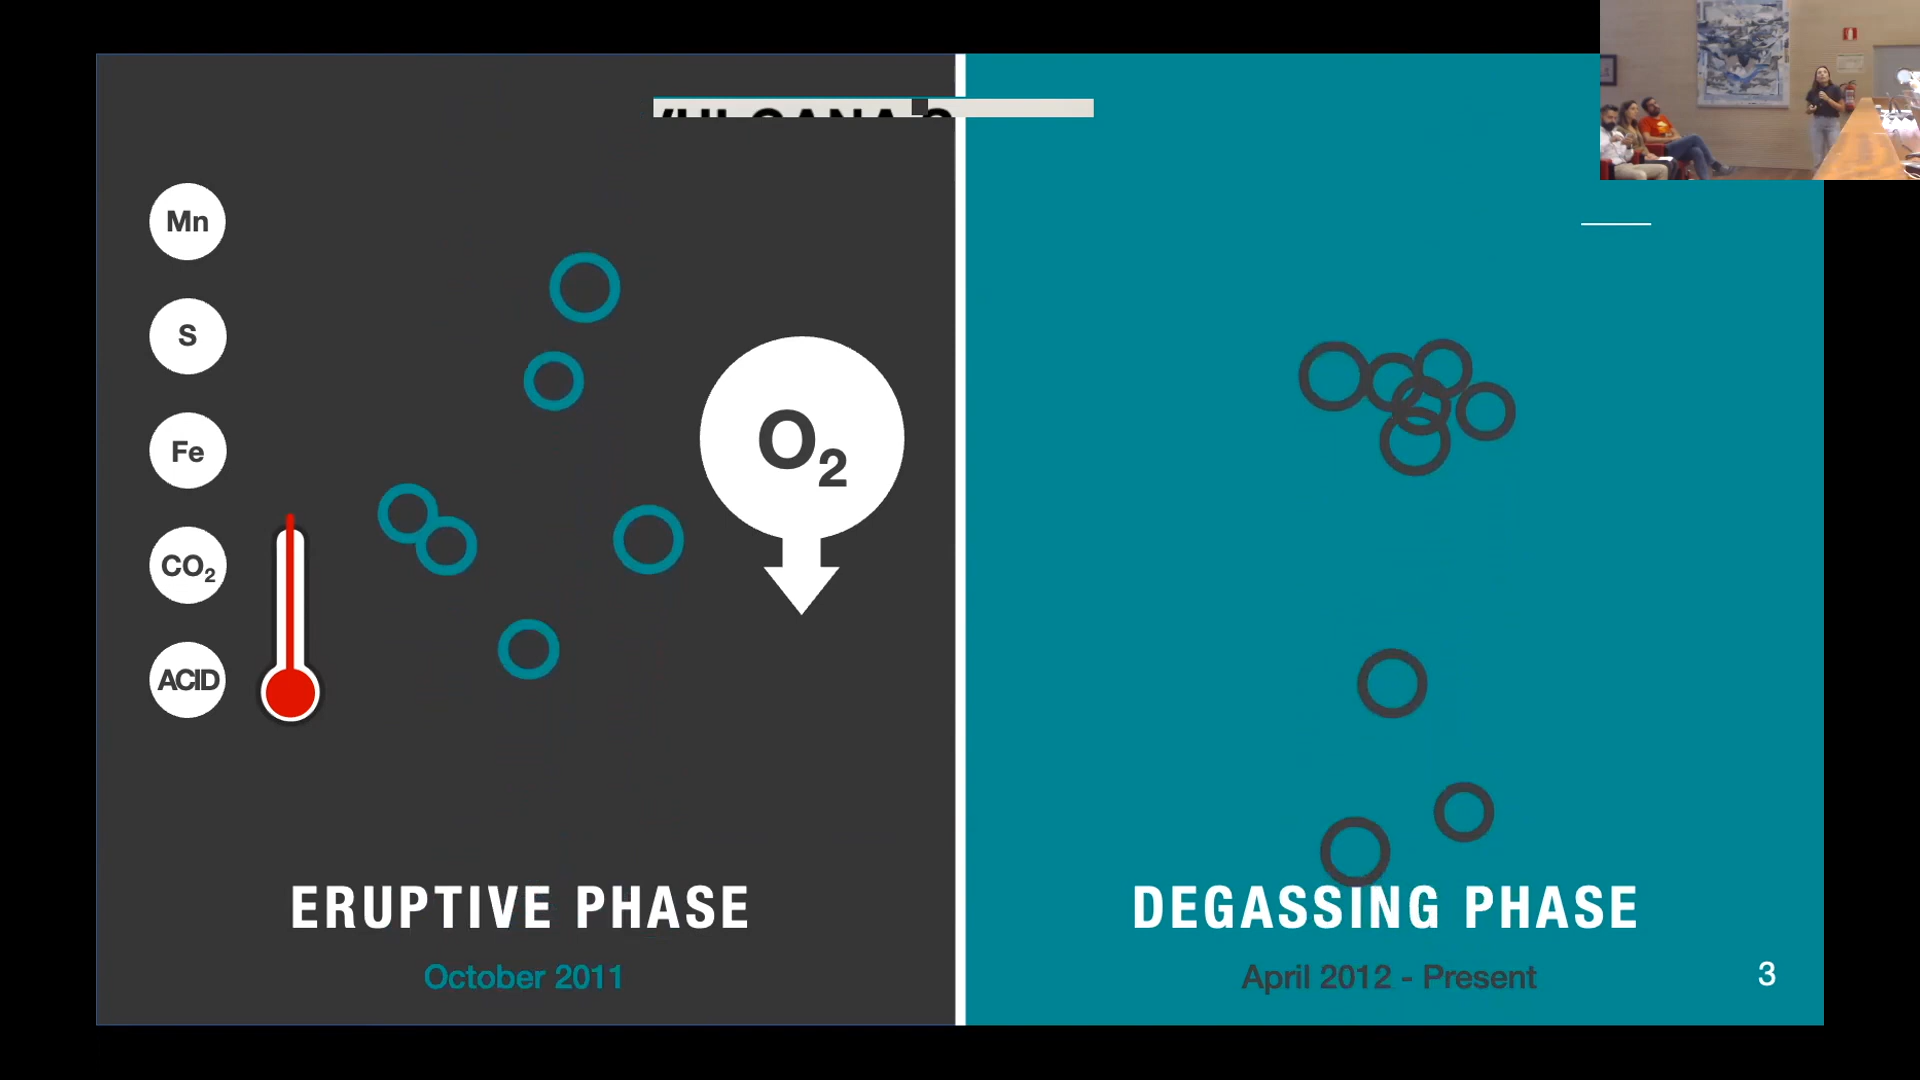 Mn
S
Fe
CO₂
ACID
O₂
ERUPTIVE PHASE
October 2011
DEGASSING PHASE
April 2012 - Present
3